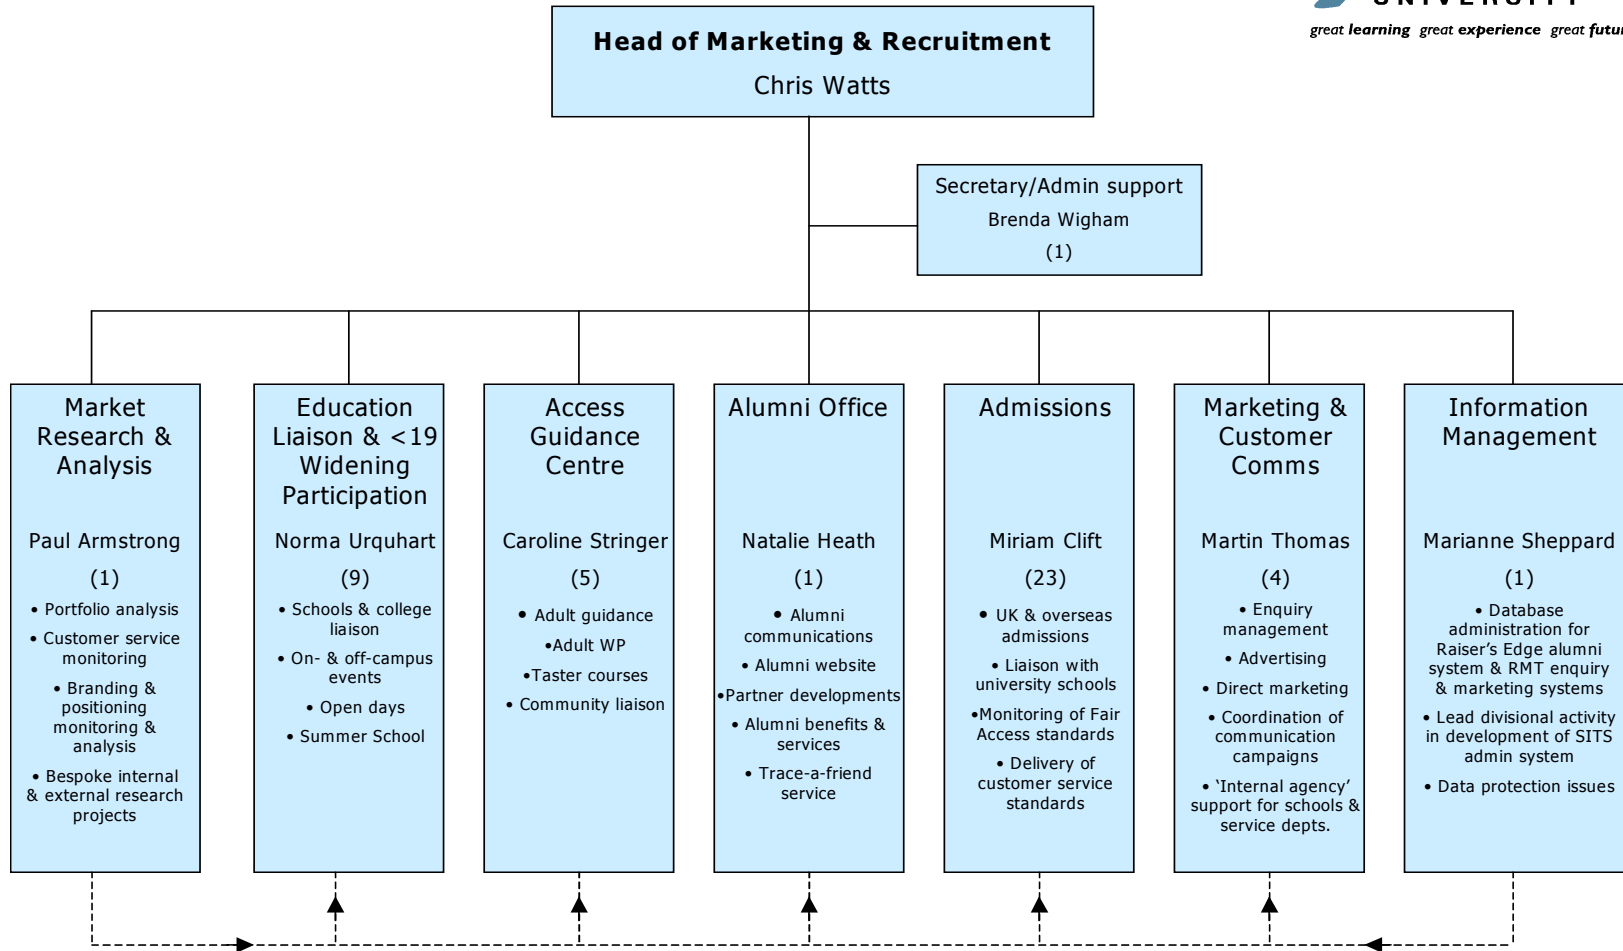 UNIVERSITY
great learning great experience great futur
Head of Marketing & Recruitment
Chris Watts
Secretary/Admin support
Brenda Wigham
(1)
Market
Research &
Analysis
Paul Armstrong
(1)
• Portfolio analysis
• Customer service
monitoring
• Branding &
positioning
monitoring &
analysis
• Bespoke internal
& external research
projects
Education
Liaison & <19
Widening
Participation
Norma Urquhart
(9)
• Schools & college
liaison
• On- & off-campus
events
• Open days
• Summer School
Access
Guidance
Centre
Caroline Stringer
(5)
• Adult guidance
•Adult WP
•Taster courses
• Community liaison
Alumni Office
Natalie Heath
(1)
• Alumni
communications
• Alumni website
•Partner developments
• Alumni benefits &
services
• Trace-a-friend
service
Admissions
Miriam Clift
(23)
• UK & overseas
admissions
• Liaison with
university schools
•Monitoring of Fair
Access standards
• Delivery of
customer service
standards
Marketing &
Customer
Comms
Martin Thomas
(4)
• Enquiry
management
• Advertising
• Direct marketing
• Coordination of
communication
campaigns
• ‘Internal agency’
support for schools &
service depts.
Information
Management
Marianne Sheppard
(1)
• Database
administration for
Raiser’s Edge alumni
system & RMT enquiry
& marketing systems
• Lead divisional activity
in development of SITS
admin system
• Data protection issues